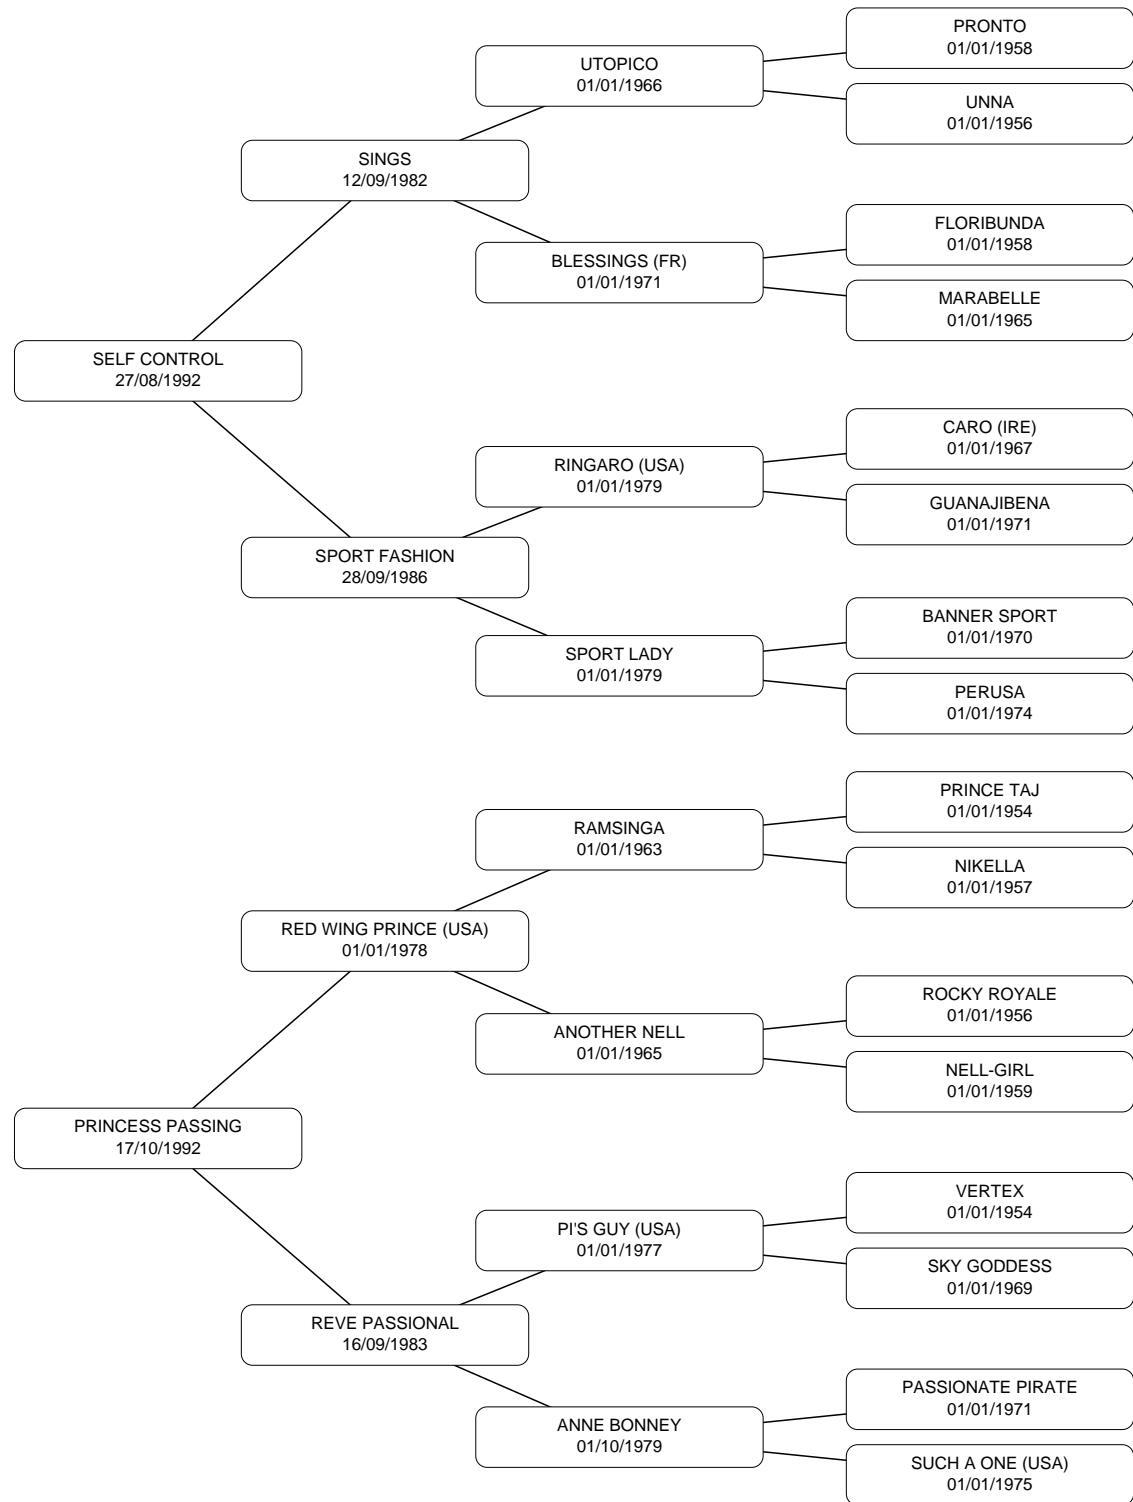 PRONTO
01/01/1958
UTOPICO
01/01/1966
UNNA
01/01/1956
SINGS
12/09/1982
FLORIBUNDA
01/01/1958
BLESSINGS (FR)
01/01/1971
MARABELLE
01/01/1965
SELF CONTROL
27/08/1992
CARO (IRE)
01/01/1967
RINGARO (USA)
01/01/1979
GUANAJIBENA
01/01/1971
SPORT FASHION
28/09/1986
BANNER SPORT
01/01/1970
SPORT LADY
01/01/1979
PERUSA
01/01/1974
PRINCE TAJ
01/01/1954
RAMSINGA
01/01/1963
NIKELLA
01/01/1957
RED WING PRINCE (USA)
01/01/1978
ROCKY ROYALE
01/01/1956
ANOTHER NELL
01/01/1965
NELL-GIRL
01/01/1959
PRINCESS PASSING
17/10/1992
VERTEX
01/01/1954
PI'S GUY (USA)
01/01/1977
SKY GODDESS
01/01/1969
REVE PASSIONAL
16/09/1983
PASSIONATE PIRATE
01/01/1971
ANNE BONNEY
01/10/1979
SUCH A ONE (USA)
01/01/1975